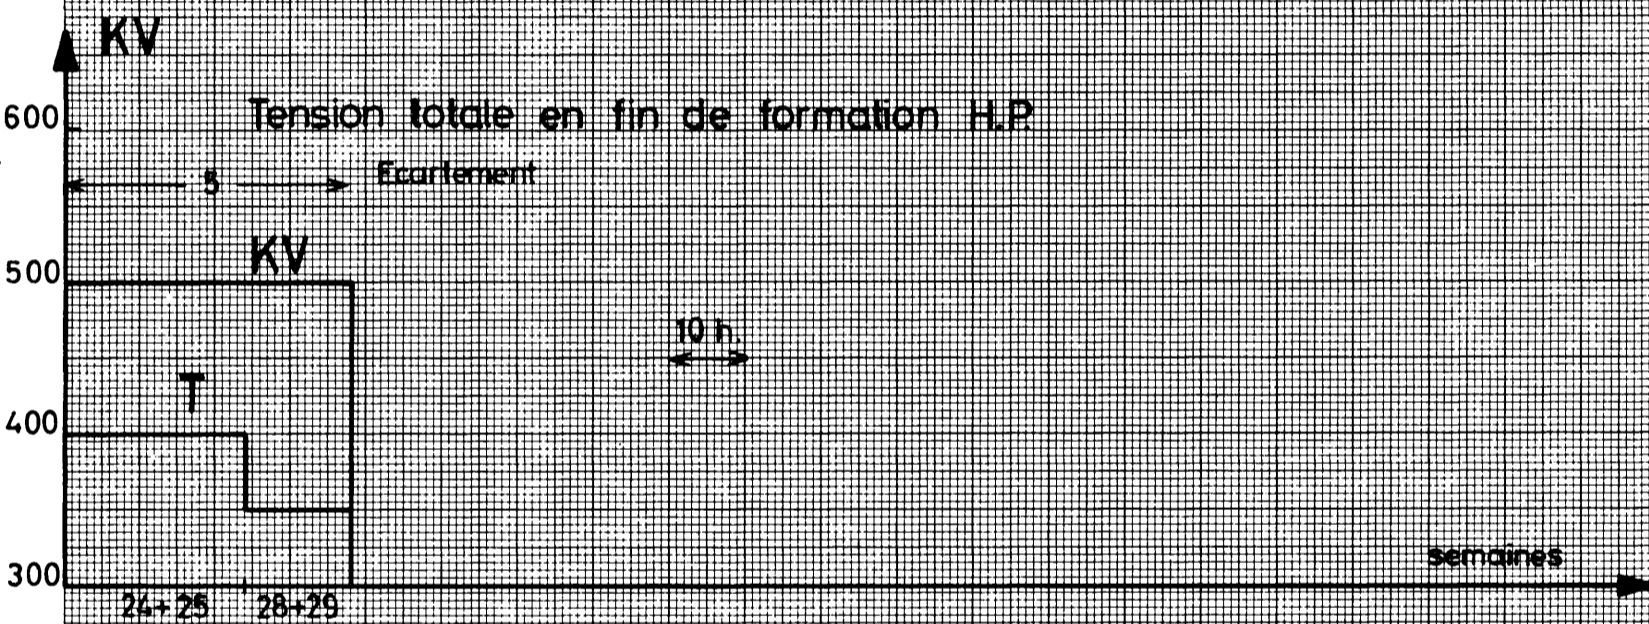 KV
600
Tension totale en fin de formation H.P.
5 Ecartement
KV
500
10 h.
T
400
semaines
300
24+25 28+29